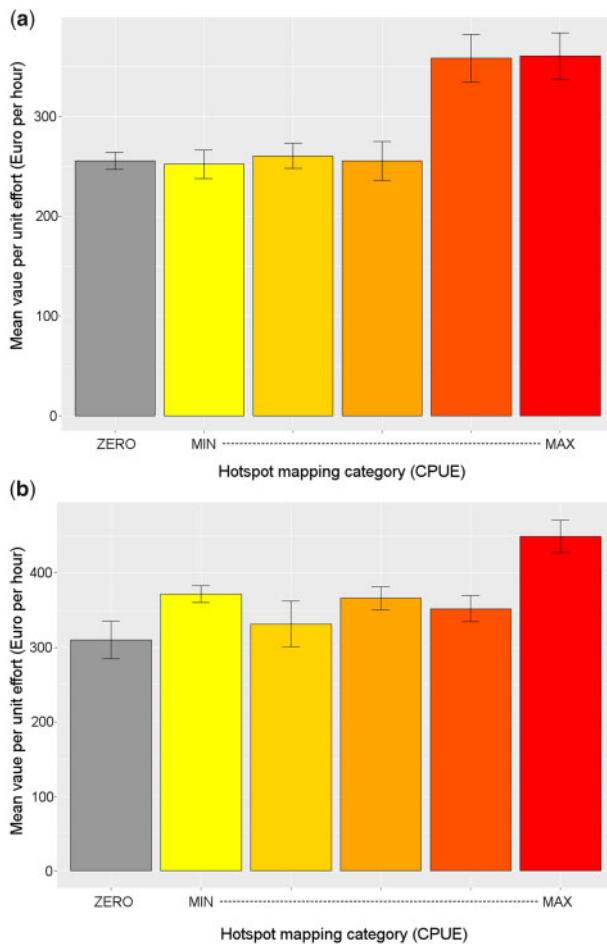 (a)
Mean vaue per unit effort (Euro per hour)
300
200
100
0
ZERO MIN MAX
Hotspot mapping category (CPUE)
(b)
Mean vaue per unit effort (Euro per hour)
400
300
200
100
0
ZERO MIN MAX
Hotspot mapping category (CPUE)